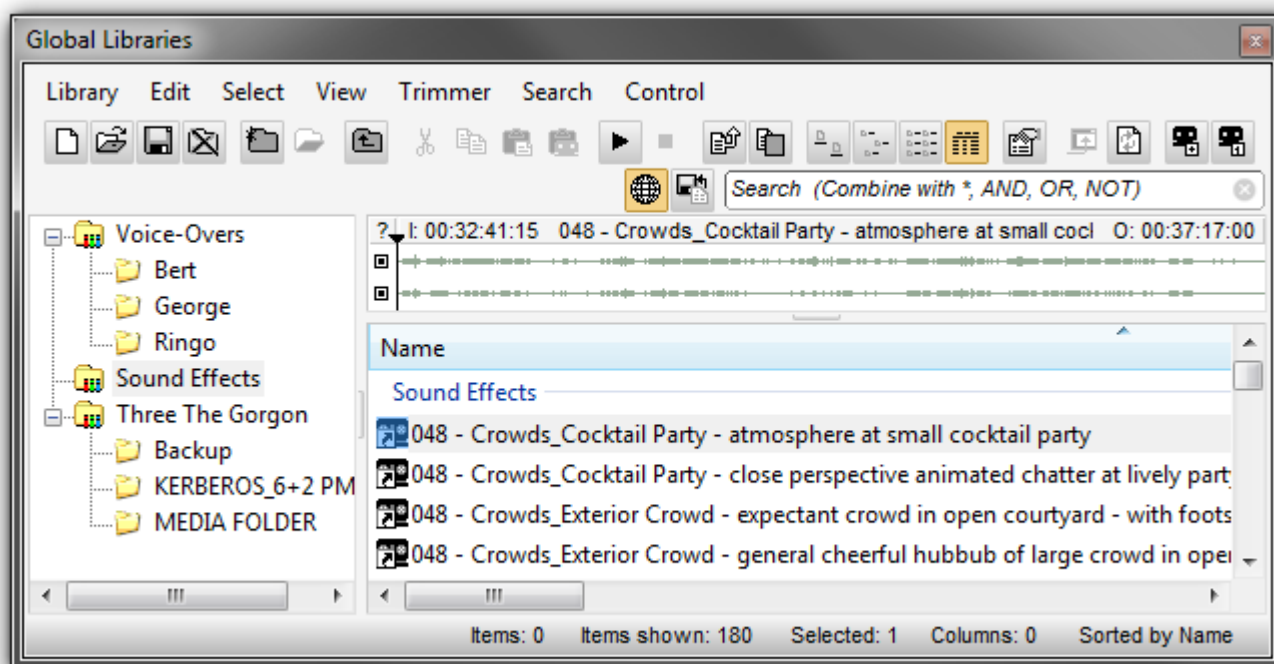 Global Libraries
Library Edit Select View Trimmer Search Control
Search (Combine with *, AND, OR, NOT)
Voice-Overs
Bert
George
Ringo
Sound Effects
Three The Gorgon
Backup
KERBEROS_6+2 PM
MEDIA FOLDER
? I: 00:32:41:15 048 - Crowds_Cocktail Party - atmosphere at small cocl O: 00:37:17:00
Name
Sound Effects
048 - Crowds_Cocktail Party - atmosphere at small cocktail party
048 - Crowds_Cocktail Party - close perspective animated chatter at lively part
048 - Crowds_Exterior Crowd - expectant crowd in open courtyard - with foots
048 - Crowds_Exterior Crowd - general cheerful hubbub of large crowd in open
Items: 0 Items shown: 180 Selected: 1 Columns: 0 Sorted by Name